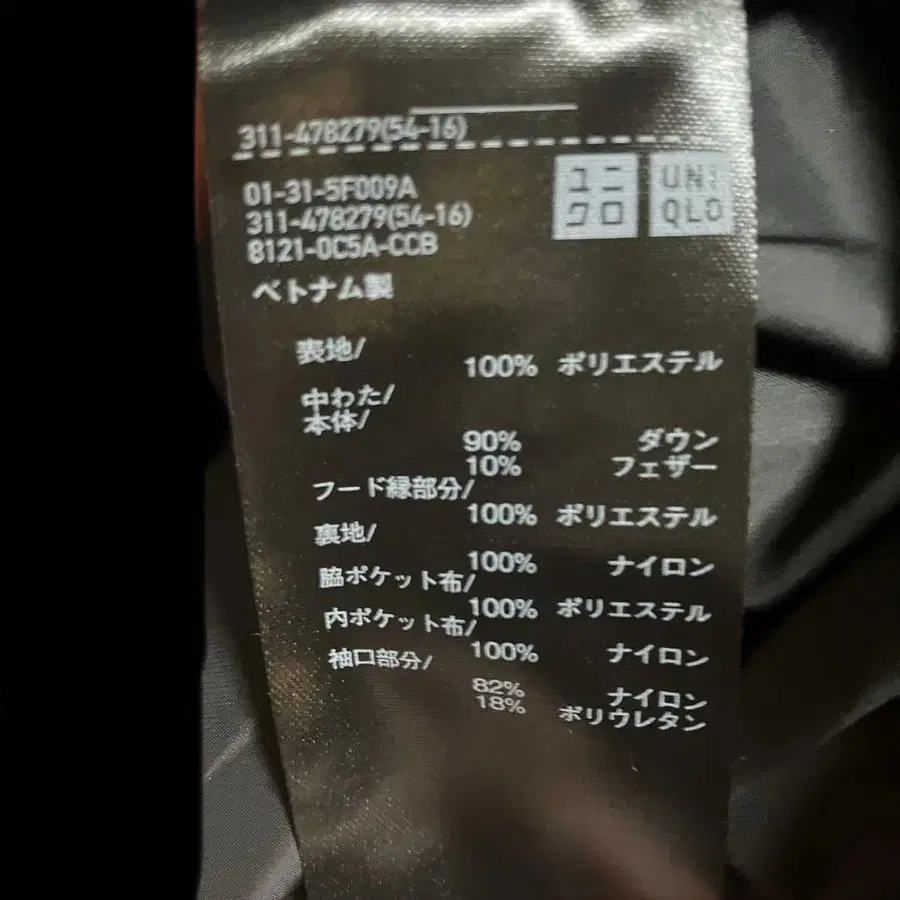 311-478279(54-16)
ユニ
クロ
UNI
QLO
01-31-5F009A
311-478279(54-16)
8121-0C5A-CCB
ベトナム製
表地/
100% ポリエステル
中わた/
本体/
90% ダウン
10% フェザー
フード縁部分/
100% ポリエステル
裏地/
100% ナイロン
脇ポケット布/
100% ポリエステル
内ポケット布/
100% ナイロン
袖口部分/
82% ナイロン
18% ポリウレタン